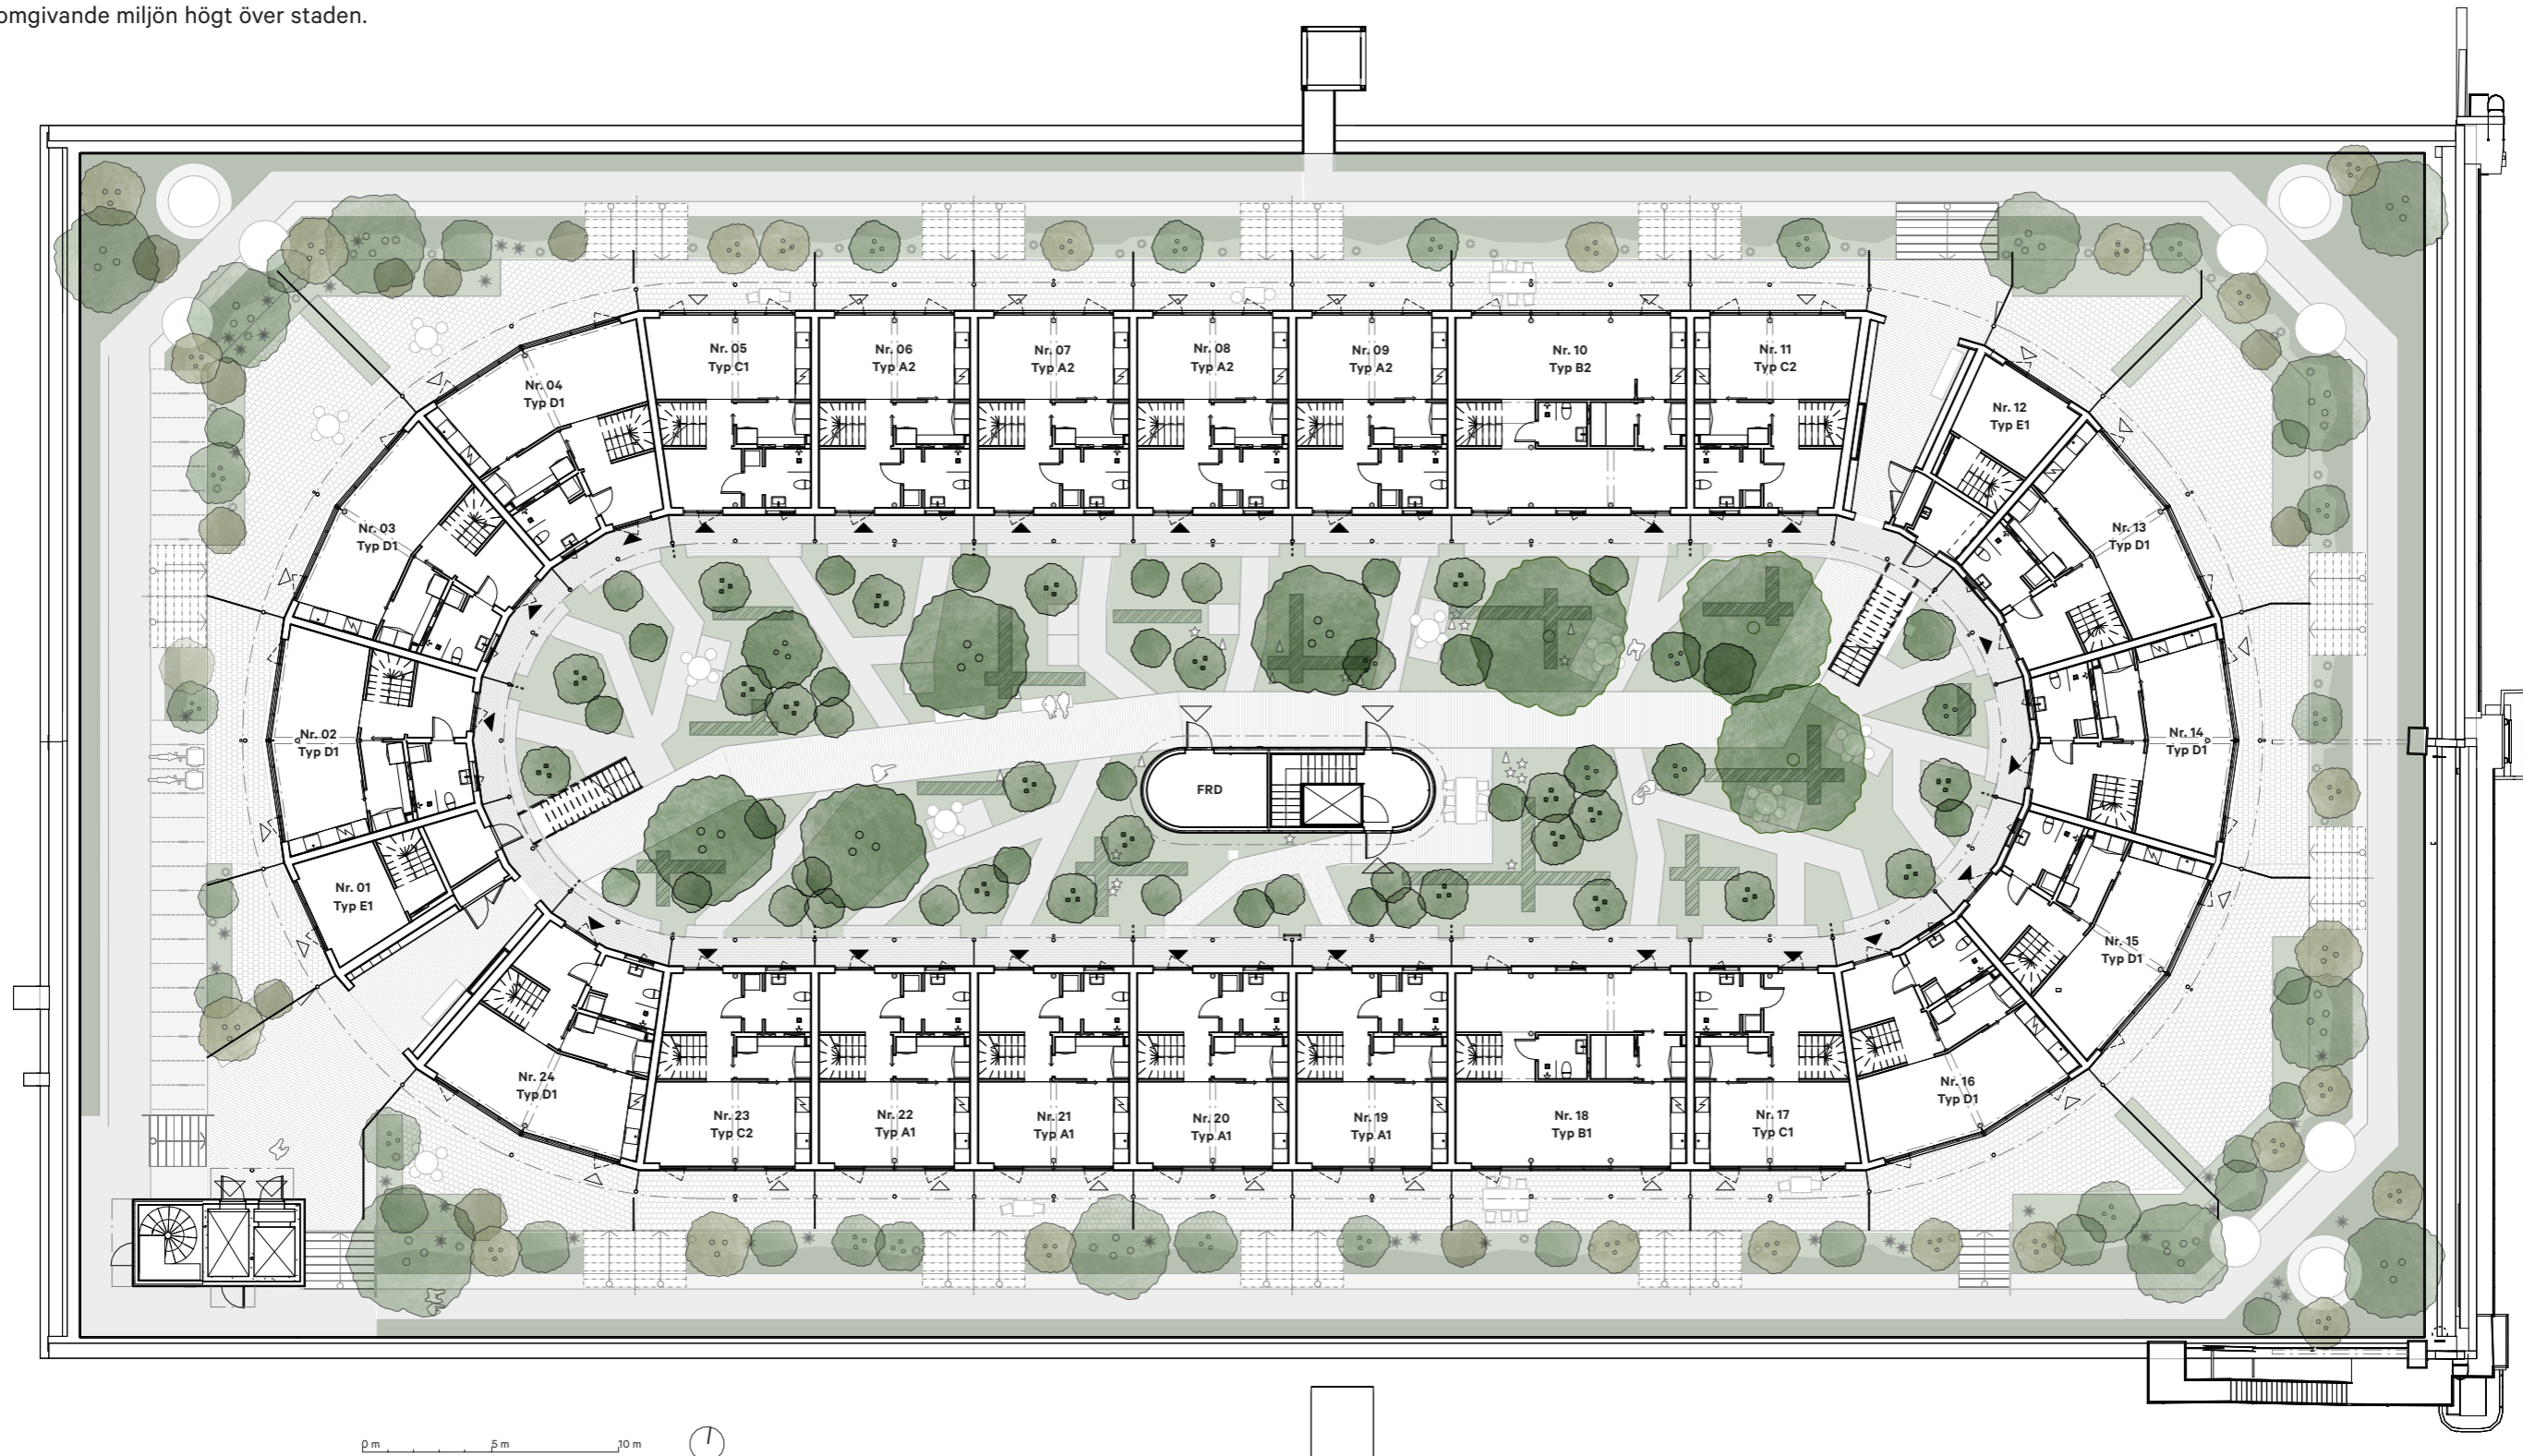 omgivande miljön högt över staden.
Nr. 05
Typ C1
Nr. 06
Typ A2
Nr. 07
Typ A2
Nr. 08
Typ A2
Nr. 09
Typ A2
Nr. 10
Typ B2
Nr. 11
Typ C2
Nr. 04
Typ D1
Nr. 12
Typ E1
Nr. 03
Typ D1
Nr. 13
Typ D1
Nr. 02
Typ D1
Nr. 14
Typ D1
FRD
Nr. 01
Typ E1
Nr. 15
Typ D1
Nr. 24
Typ D1
Nr. 16
Typ D1
Nr. 23
Typ C2
Nr. 22
Typ A1
Nr. 21
Typ A1
Nr. 20
Typ A1
Nr. 19
Typ A1
Nr. 18
Typ B1
Nr. 17
Typ C1
0 m 5 m 10 m